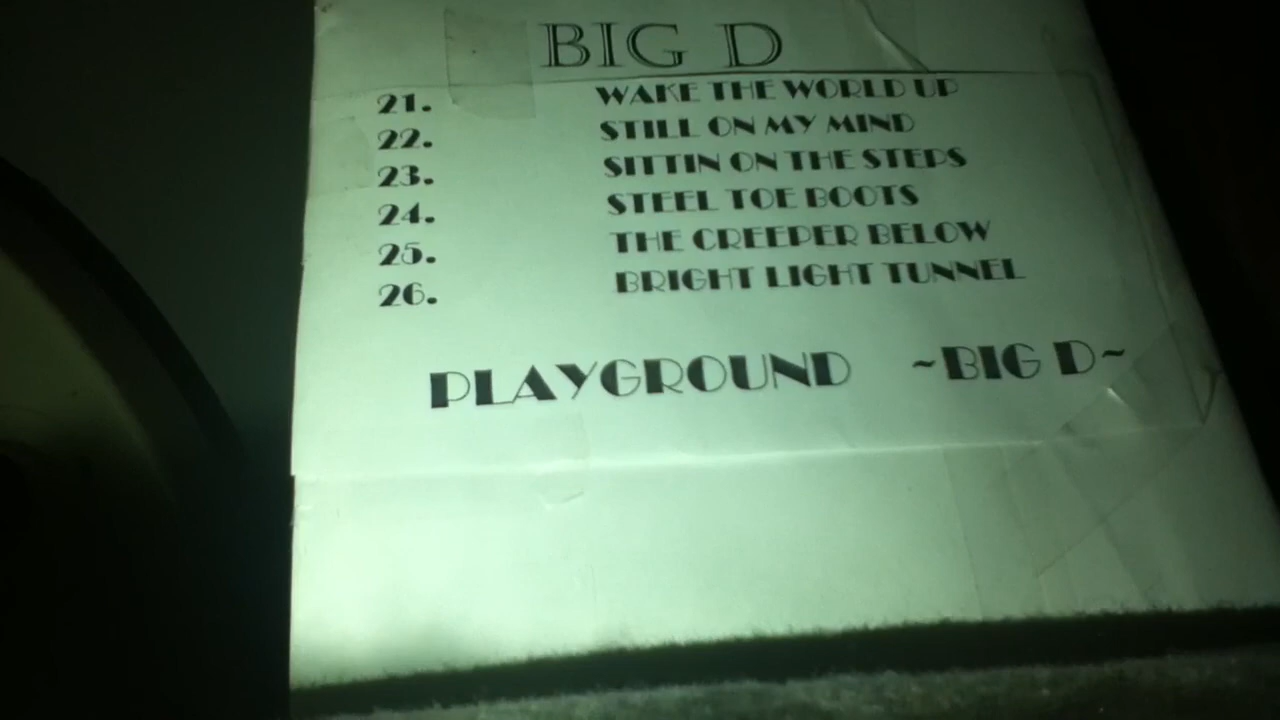 BIG D
21. WAKE THE WORLD UP
22. STILL ON MY MIND
23. SITTIN ON THE STEPS
24. STEEL TOE BOOTS
25. THE CREEPER BELOW
26. BRIGHT LIGHT TUNNEL
PLAYGROUND ~BIG D~